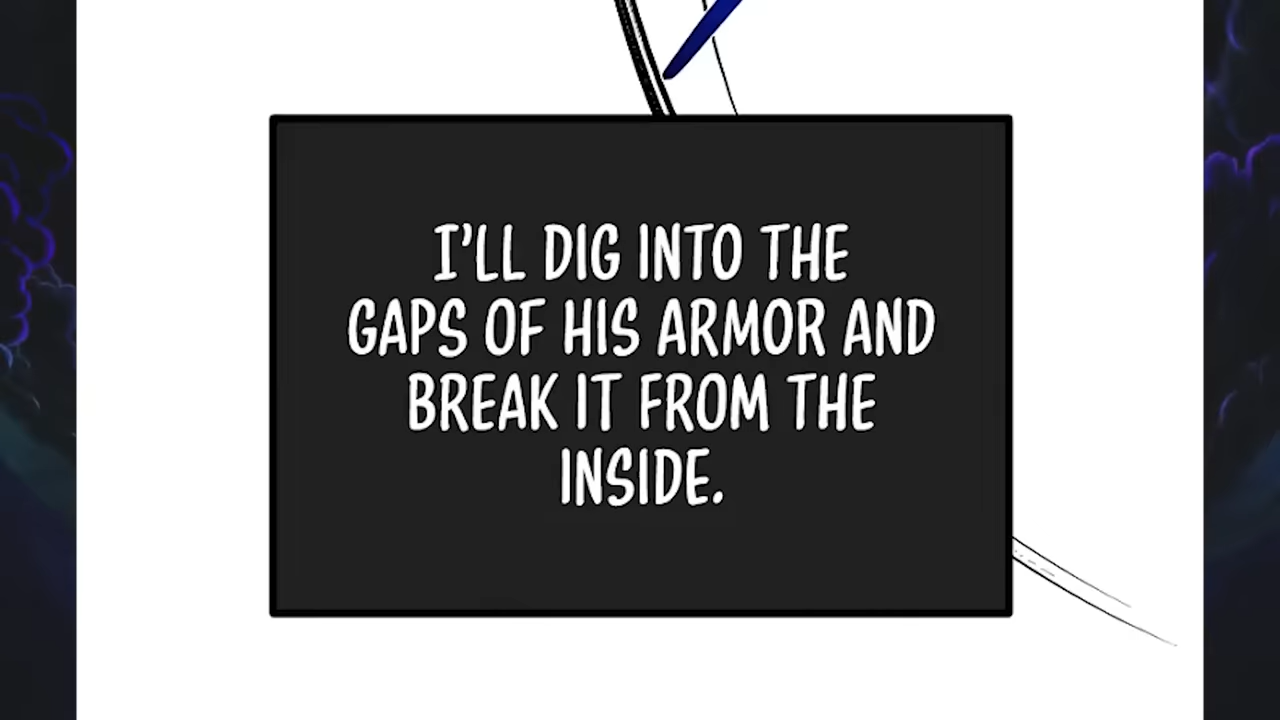 I'LL DIG INTO THE
GAPS OF HIS ARMOR AND
BREAK IT FROM THE
INSIDE.